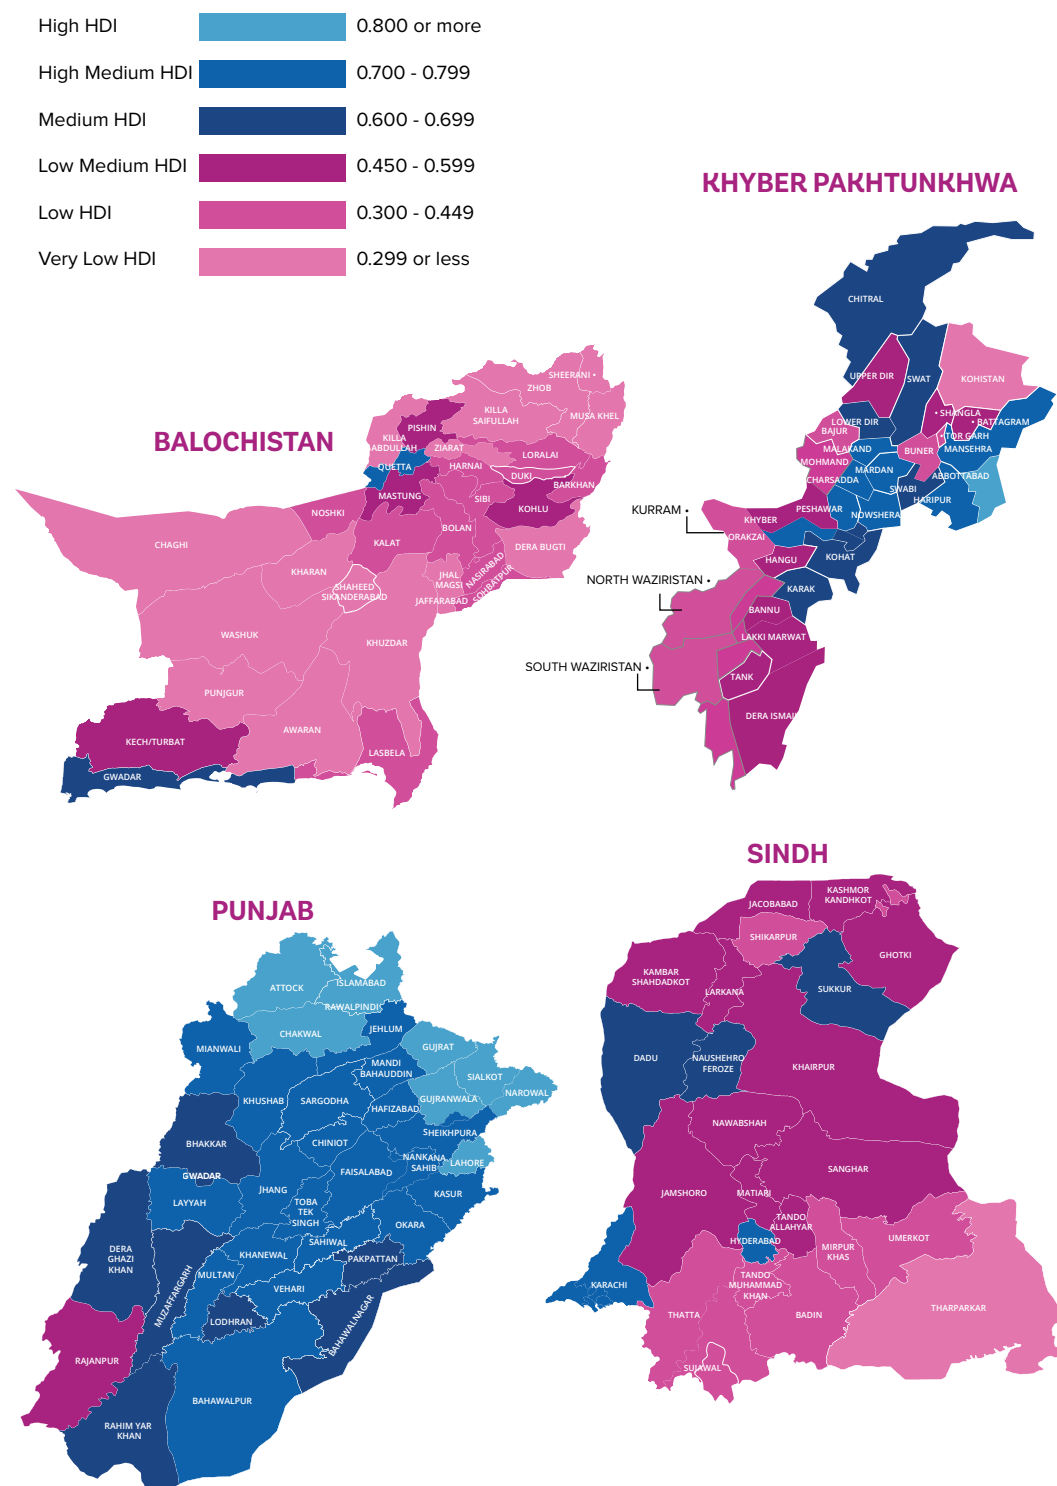 High HDI 0.800 or more
High Medium HDI 0.700 - 0.799
Medium HDI 0.600 - 0.699
Low Medium HDI 0.450 - 0.599
Low HDI 0.300 - 0.449
Very Low HDI 0.299 or less
KHYBER PAKHTUNKHWA
CHITRAL
UPPER DIR
SWAT
KOHISTAN
• SHANGLA
• BATTAGRAM
LOWER DIR
BAJUR
• TOR GARH
MALAKAND
BUNER
MANSEHRA
MOHMAND
MARDAN
ABBOTTABAD
CHARSADDA
SWABI
HARIPUR
PESHAWAR
NOWSHERA
KURRAM •
KHYBER
ORAKZAI
HANGU
KOHAT
NORTH WAZIRISTAN •
KARAK
BANNU
LAKKI MARWAT
SOUTH WAZIRISTAN •
TANK
DERA ISMAI
BALOCHISTAN
SHEERANI •
ZHOB
KILLA
SAIFULLAH
MUSA KHEL
PISHIN
KILLA
ABDULLAH
ZIARAT
LORALAI
QUETTA
HARNAI
DUKI
BARKHAN
MASTUNG
SIBI
KOHLU
NOSHKI
BOLAN
CHAGHI
KALAT
DERA BUGTI
KHARAN
SHAHEED
SIKANDERABAD
JHAL
MAGSI
NASIRABAD
SOHBATPUR
JAFFARABAD
WASHUK
KHUZDAR
PUNJGUR
AWARAN
KECH/TURBAT
LASBELA
GWADAR
SINDH
KASHMOR
KANDHKOT
JACOBABAD
SHIKARPUR
GHOTKI
KAMBAR
SHAHDADKOT
LARKANA
SUKKUR
DADU
NAUSHEHRO
FEROZE
KHAIRPUR
NAWABSHAH
SANGHAR
JAMSHORO
MATIARI
TANDO
ALLAHYAR
HYDERABAD
MIRPUR
KHAS
UMERKOT
KARACHI
TANDO
MUHAMMAD
KHAN
THATTA
BADIN
THARPARKAR
SUJAWAL
PUNJAB
ATTOCK
ISLAMABAD
RAWALPINDI
CHAKWAL
JEHLUM
MIANWALI
GUJRAT
MANDI
BAHAUDDIN
SIALKOT
NAROWAL
KHUSHAB
SARGODHA
HAFIZABAD
GUJRANWALA
SHEIKHPURA
BHAKKAR
CHINIOT
NANKANA
SAHIB
LAHORE
GWADAR
FAISALABAD
LAYYAH
JHANG
TOBA
TEK
SINGH
KASUR
OKARA
DERA
GHAZI
KHAN
KHANEWAL
SAHIWAL
PAKPATTAN
MUZAFFARGARH
MULTAN
VEHARI
LODHRAN
BAHAWALNAGAR
RAJANPUR
BAHAWALPUR
RAHIM YAR
KHAN